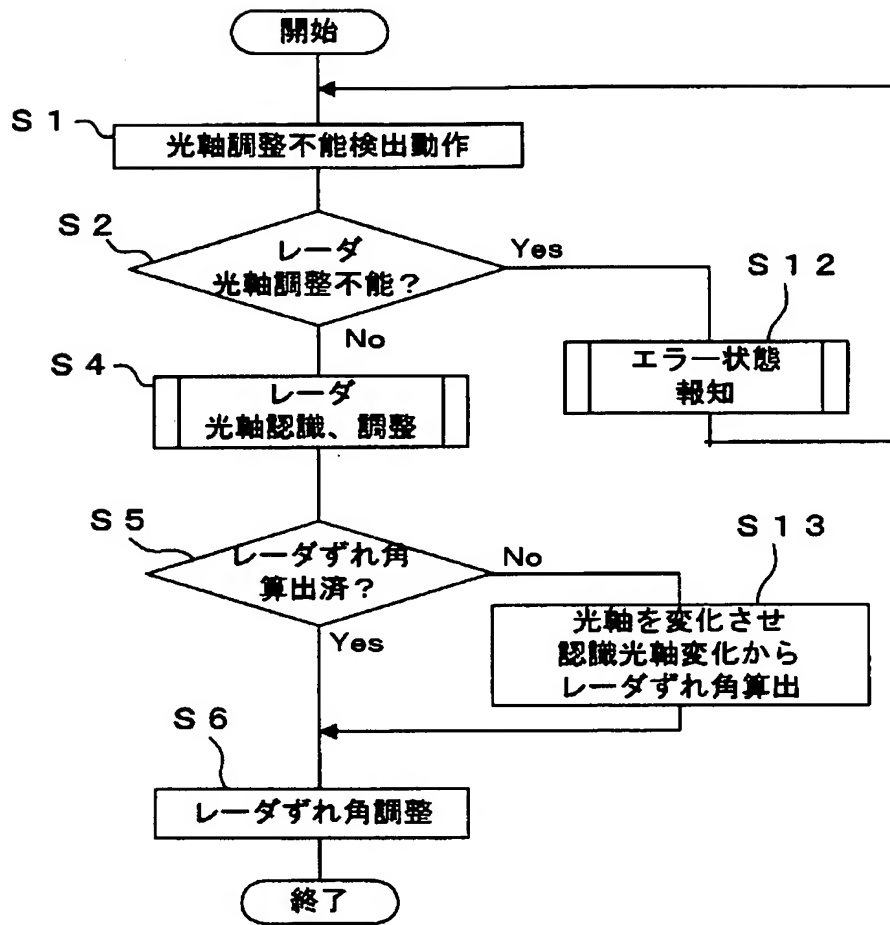 開始
S1
光軸調整不能検出動作
S2
レーダ
光軸調整不能?
Yes
No
S12
エラー状態
報知
S4
レーダ
光軸認識、調整
S5
レーダずれ角
算出済?
No
Yes
S13
光軸を変化させ
認識光軸変化から
レーダずれ角算出
S6
レーダずれ角調整
終了